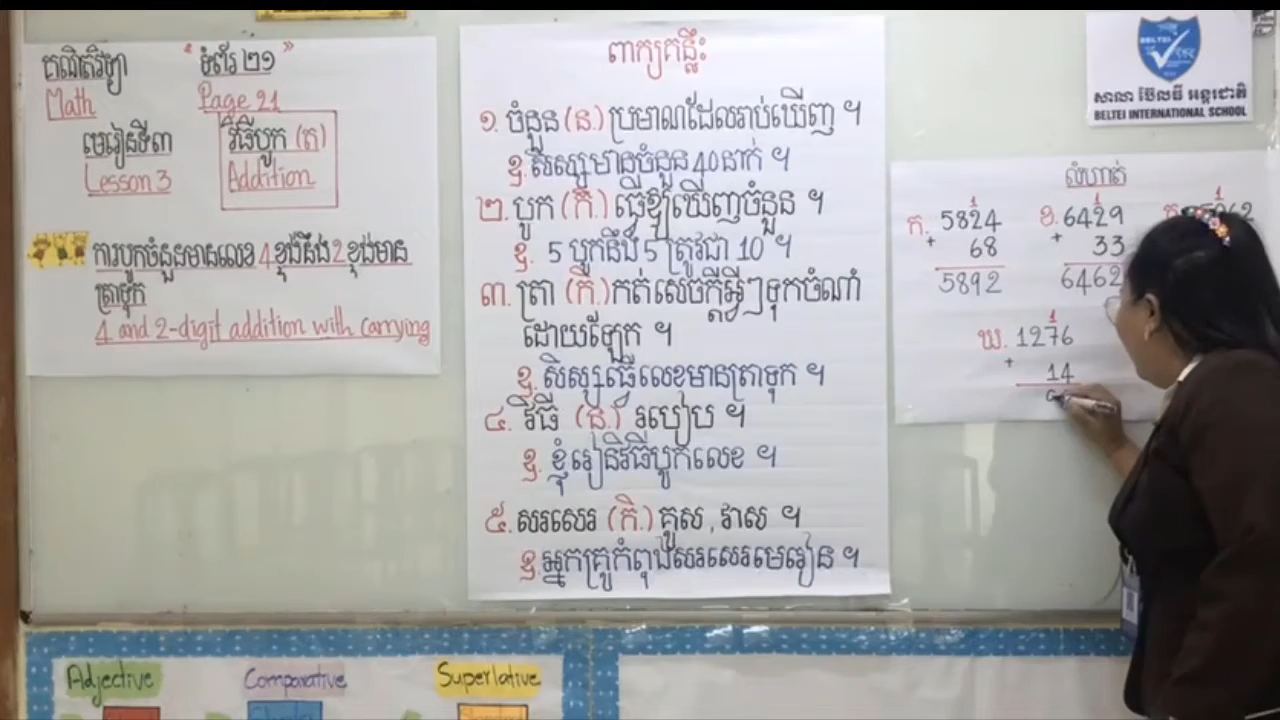 គណិតវិទ្យា "ទំព័រ ២១"
Math Page 21
មេរៀនទី៣ វិធីបូក (ត)
Lesson 3 Addition
ការបូកចំនួនមានលេខ 4 ខ្ទង់នឹង 2 ខ្ទង់មាន
ត្រាទុក
4 and 2-digit addition with carrying
ពាក្យគន្លឹះ
១. ចំនួន (ន.) ប្រមាណដែលរាប់ឃើញ ។
ឧ. សិស្សមានចំនួន 40 នាក់ ។
២. បូក (កិ.) ធ្វើឱ្យឃើញចំនួន ។
ឧ. 5 បូកនឹង 5 ត្រូវជា 10 ។
៣. ត្រា (កិ.) កត់សេចក្ដីអ្វីៗទុកចំណាំ
ដោយឡែក ។
ឧ. សិស្សធ្វើលេខមានត្រាទុក ។
៤. វិធី (ន.) របៀប ។
ឧ. ខ្ញុំរៀនវិធីបូកលេខ ។
៥. សរសេរ (កិ.) គូស , វាស ។
ឧ. អ្នកគ្រូកំពុងសរសេរមេរៀន ។
BELTEI
សាលា ប៊ែលធី អន្តរជាតិ
BELTEI INTERNATIONAL SCHOOL
លំហាត់
1 1 1
ក. 5824 ខ. 6429
+ 68 + 33
5892 6462
1
ឃ. 1276
+ 14
Adjective Comparative Superlative